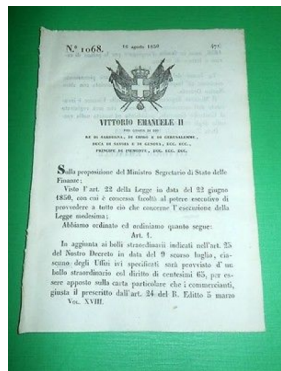 N.º 1068.
16 agosto 1850
VITTORIO EMANUELE II
PER GRAZIA DI DIO
RE DI SARDEGNA, DI CIPRO E DI GERUSALEMME,
DUCA DI SAVOIA E DI GENOVA, ECC. ECC.,
PRINCIPE DI PIEMONTE, ECC. ECC. ECC.
Sulla proposizione del Ministro Segretario di Stato delle
Finanze;
Visto l'art. 22 della Legge in data del 22 giugno
1850, con cui è concessa facoltà al potere esecutivo di
provvedere a tutto ciò che concerne l'esecuzione della
Legge medesima;
Abbiamo ordinato ed ordiniamo quanto segue:
Art. 1.
In aggiunta ai bolli straordinarii indicati nell'art. 25
del Nostro Decreto in data del 9 scorso luglio, cia-
scuno degli Uffizi ivi specificati sarà provvisto d'un
bollo straordinario col diritto di centesimi 65, per es-
sere apposto sulla carta particolare che i commercianti,
giusta il prescritto dall'art. 24 del R. Editto 5 marzo
Vol. XVIII.